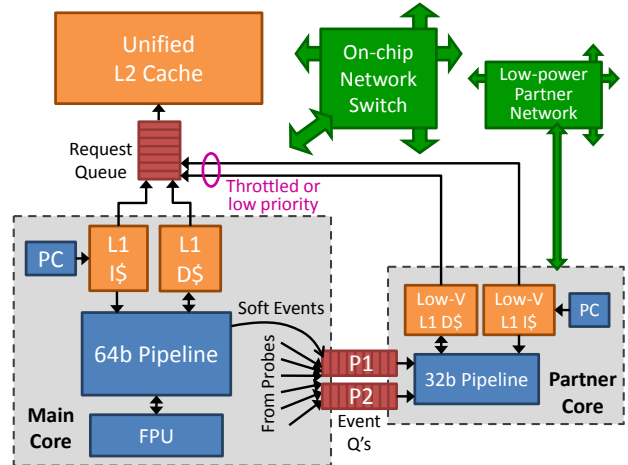 Unified
L2 Cache
On-chip
Network
Switch
Low-power
Partner
Network
Request
Queue
Throttled or
low priority
PC
L1
I$
L1
D$
Soft Events
64b Pipeline
From Probes
Main
Core
FPU
P1
P2
Event
Q's
Low-V
L1 D$
Low-V
L1 I$
PC
32b Pipeline
Partner
Core